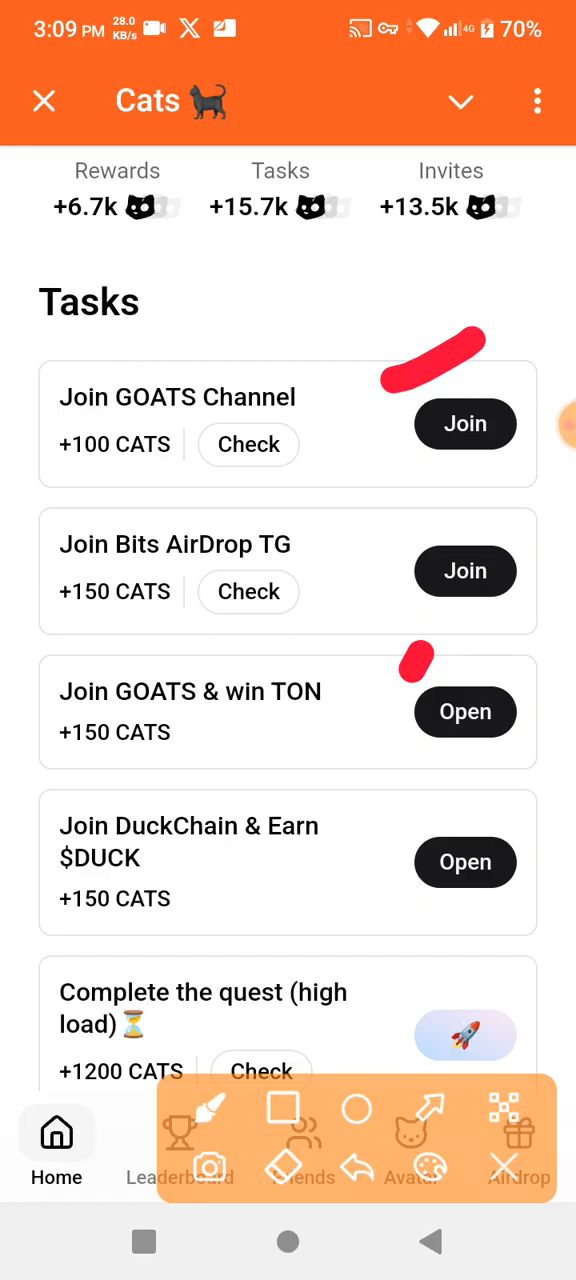 3:09 PM 28.0 KB/s 4G 70%
Cats 🐈‍⬛
Rewards Tasks Invites
+6.7k +15.7k +13.5k
Tasks
Join GOATS Channel
+100 CATS Check Join
Join Bits AirDrop TG
+150 CATS Check Join
Join GOATS & win TON
+150 CATS Open
Join DuckChain & Earn
$DUCK
+150 CATS Open
Complete the quest (high
load)⏳
🚀
+1200 CATS Check
Home Leaderboard Friends Avatar Airdrop